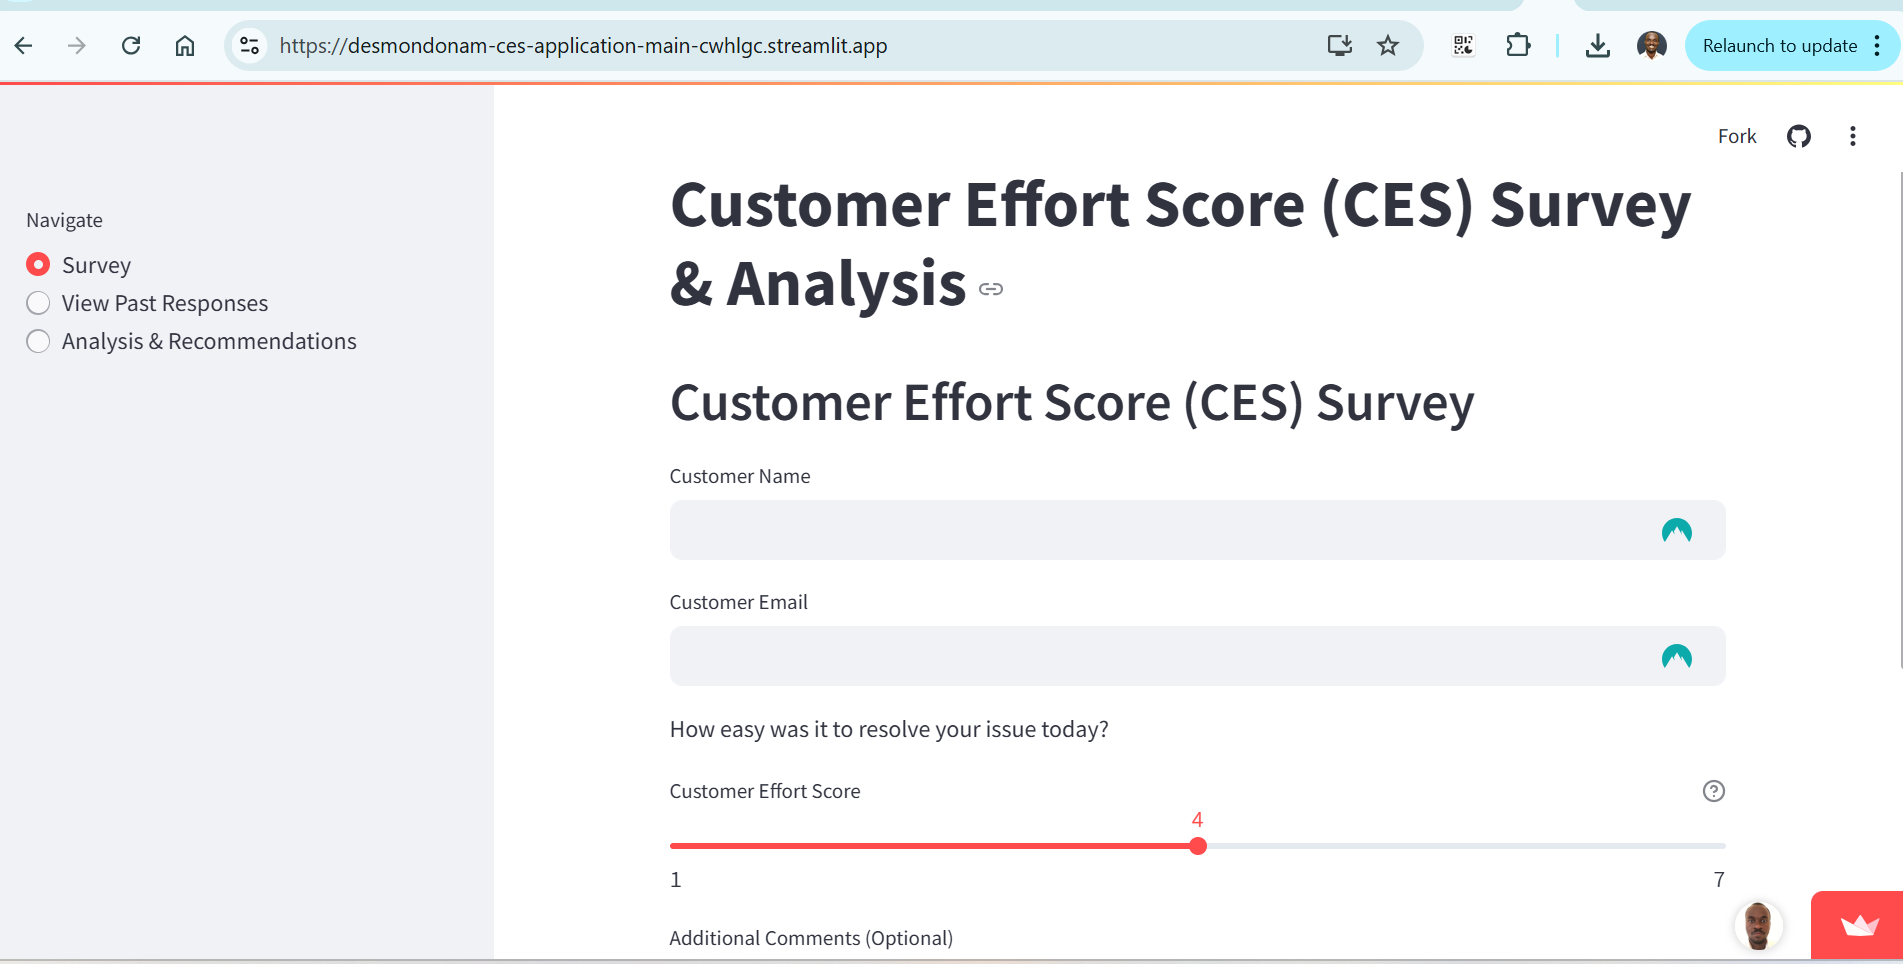 https://desmondonam-ces-application-main-cwhlgc.streamlit.app
Relaunch to update
Fork
Navigate
Survey
View Past Responses
Analysis & Recommendations
Customer Effort Score (CES) Survey
& Analysis
Customer Effort Score (CES) Survey
Customer Name
Customer Email
How easy was it to resolve your issue today?
Customer Effort Score
4
1
7
Additional Comments (Optional)